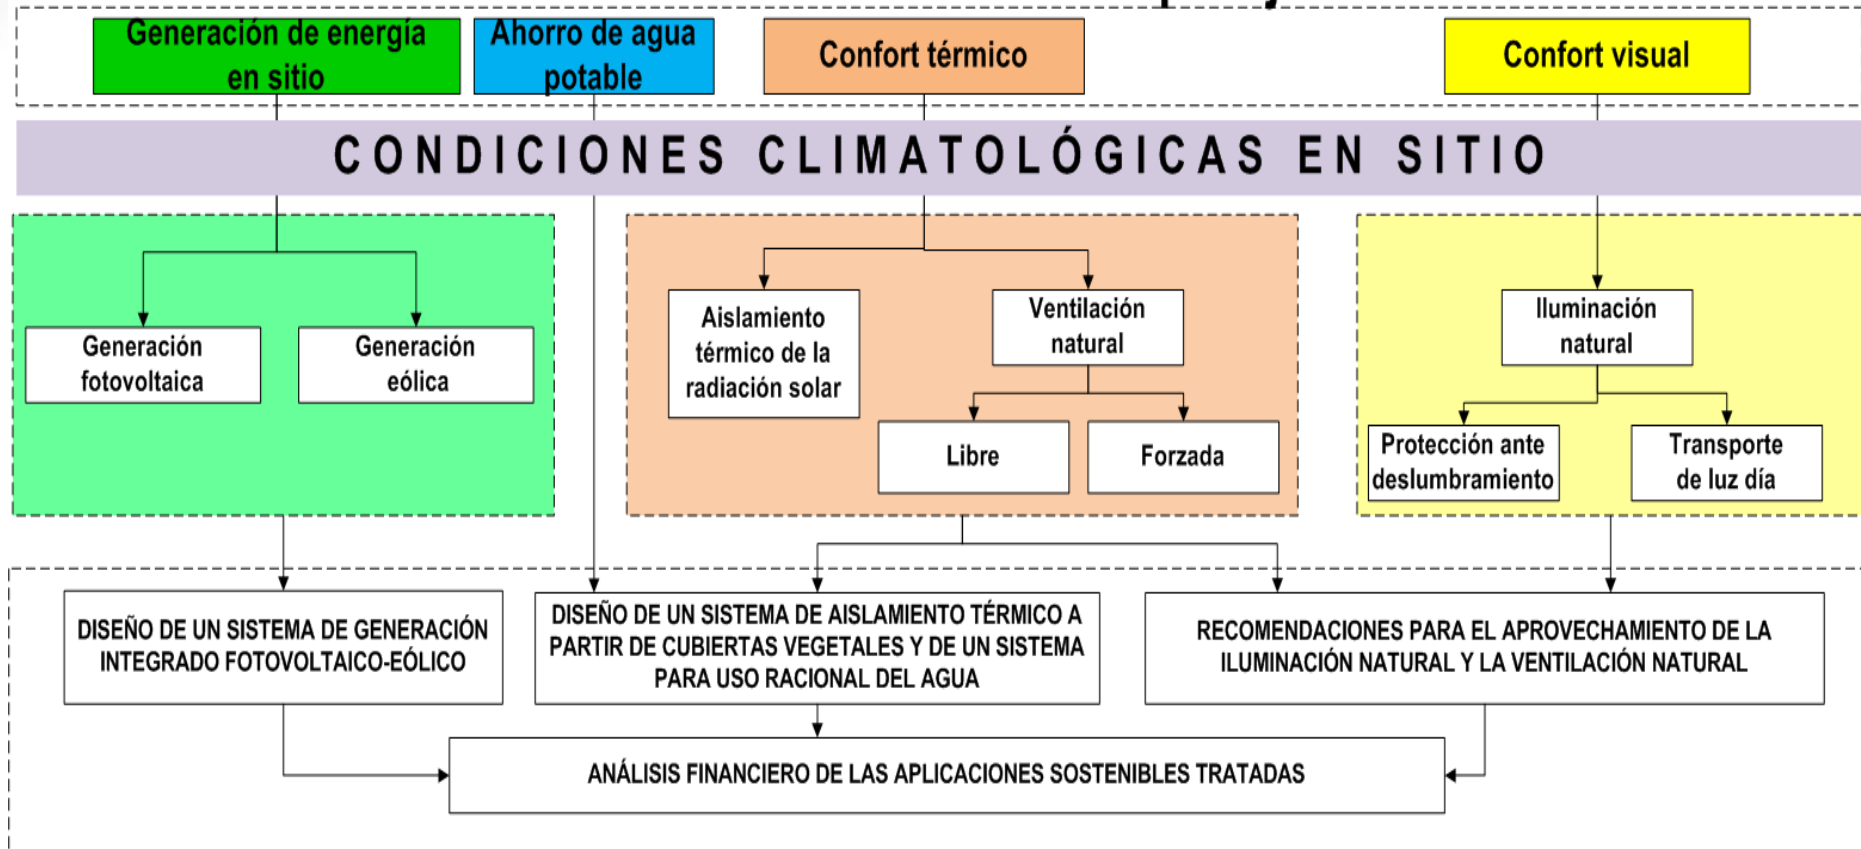 Generación de energía
en sitio
Ahorro de agua
potable
Confort térmico
Confort visual
CONDICIONES CLIMATOLÓGICAS EN SITIO
Generación
fotovoltaica
Generación
eólica
Aislamiento
térmico de la
radiación solar
Ventilación
natural
Libre
Forzada
Iluminación
natural
Protección ante
deslumbramiento
Transporte
de luz día
DISEÑO DE UN SISTEMA DE GENERACIÓN
INTEGRADO FOTOVOLTAICO-EÓLICO
DISEÑO DE UN SISTEMA DE AISLAMIENTO TÉRMICO A
PARTIR DE CUBIERTAS VEGETALES Y DE UN SISTEMA
PARA USO RACIONAL DEL AGUA
RECOMENDACIONES PARA EL APROVECHAMIENTO DE LA
ILUMINACIÓN NATURAL Y LA VENTILACIÓN NATURAL
ANÁLISIS FINANCIERO DE LAS APLICACIONES SOSTENIBLES TRATADAS